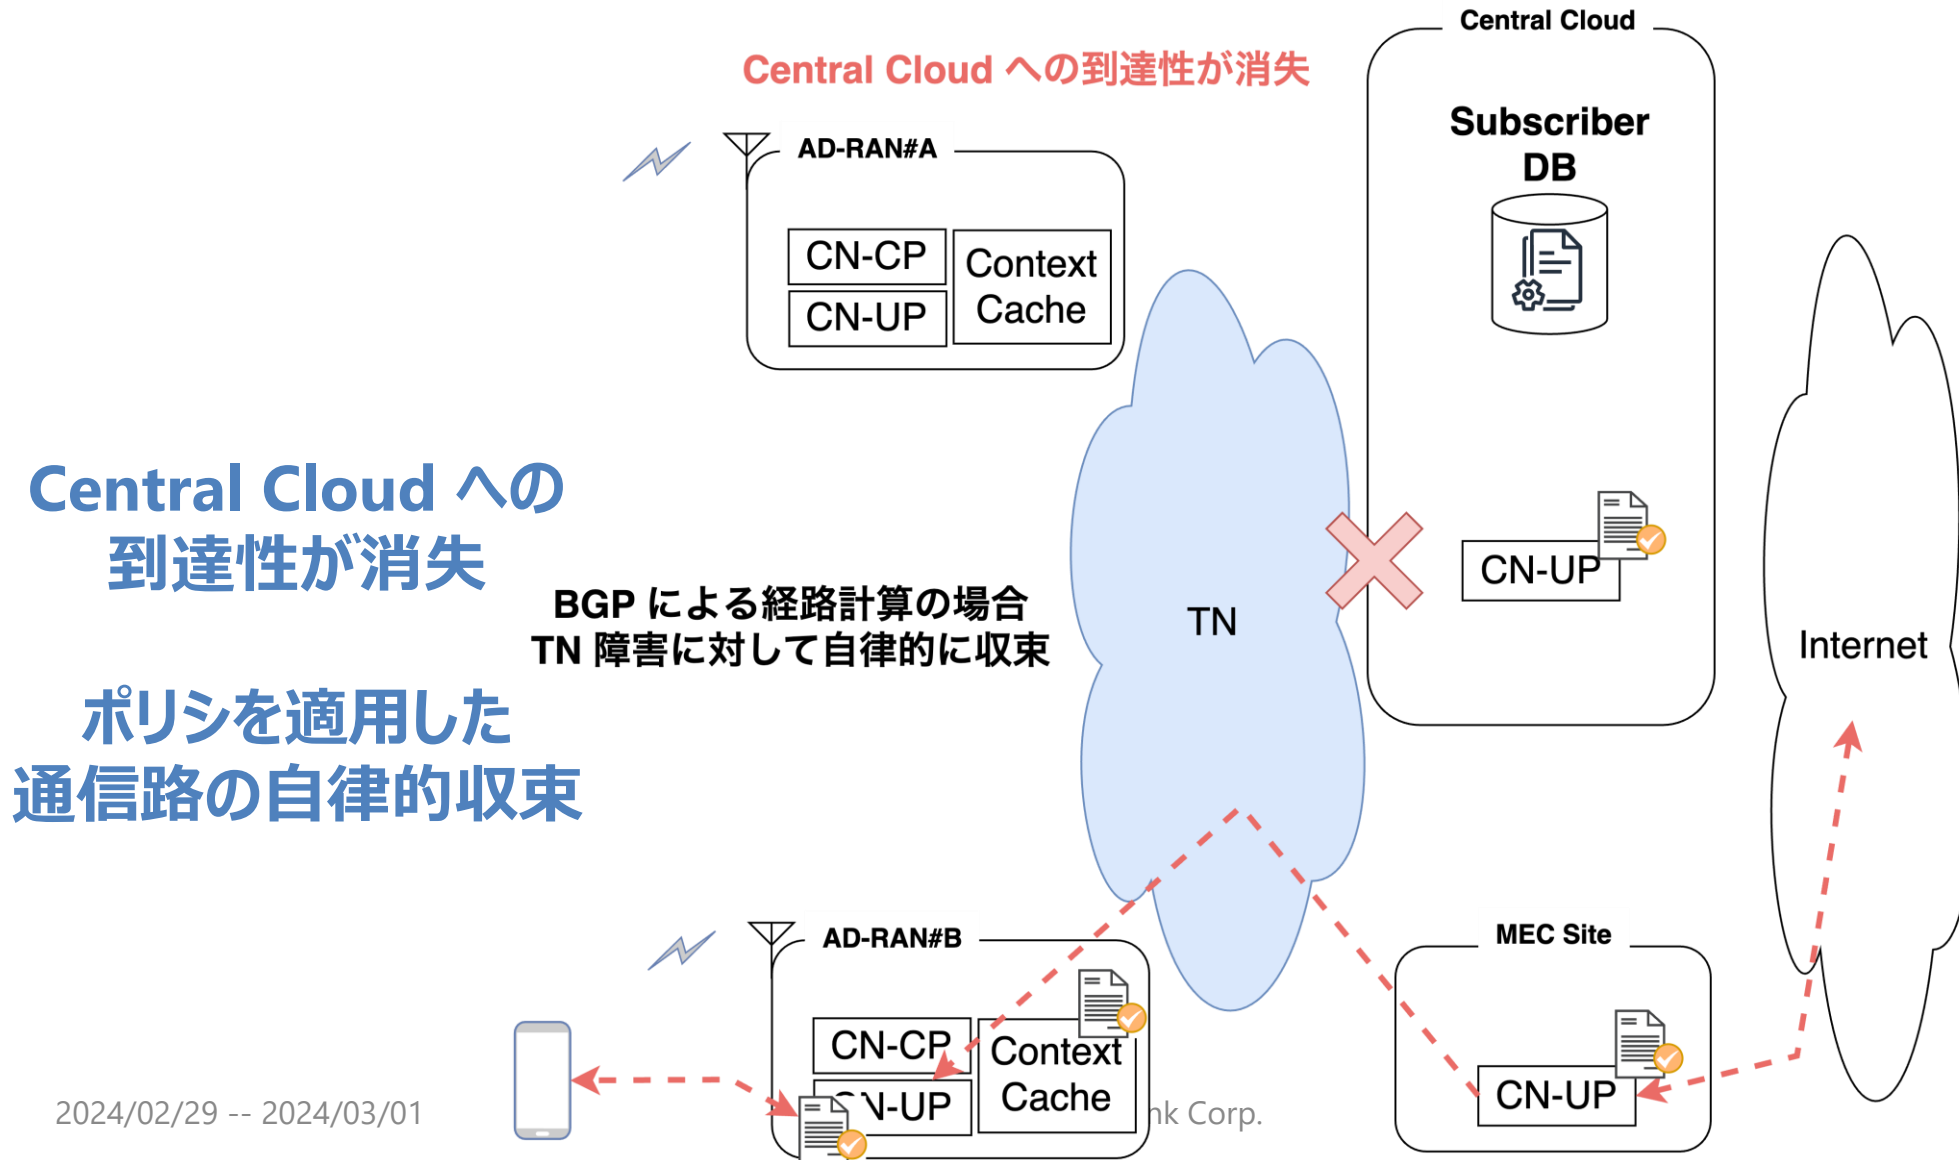 Central Cloud
Central Cloud への到達性が消失
Subscriber
DB
AD-RAN#A
CN-CP
CN-UP
Context
Cache
Central Cloud への
到達性が消失
BGP による経路計算の場合
TN 障害に対して自律的に収束
TN
CN-UP
Internet
ポリシを適用した
通信路の自律的収束
AD-RAN#B
MEC Site
CN-CP
Context
Cache
CN-UP
2024/02/29 -- 2024/03/01
Corp.